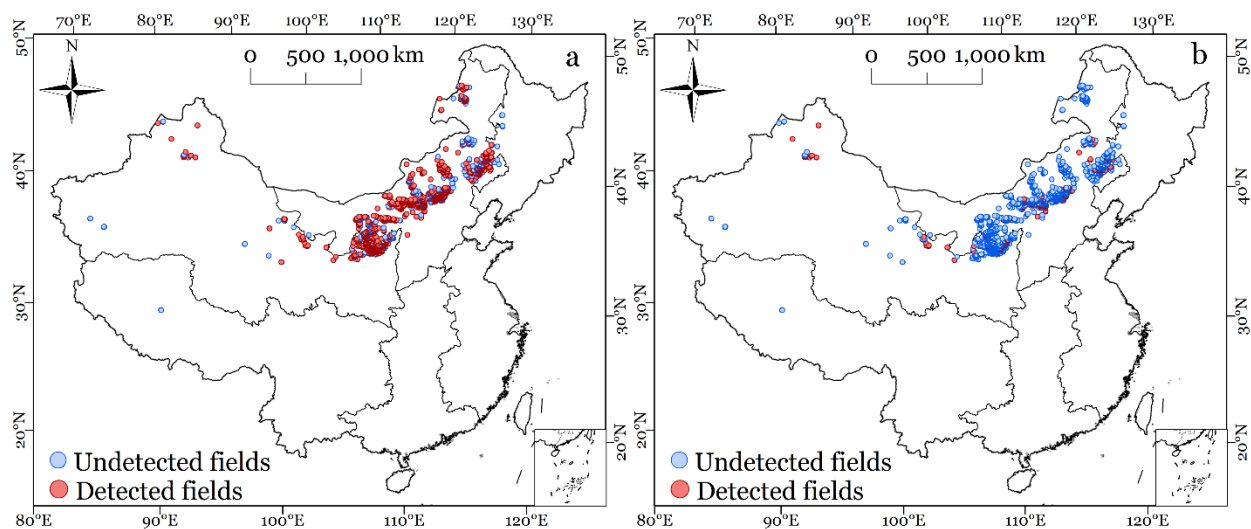 70°E 80°E 90°E 100°E 110°E 120°E 130°E
50°N
40°N
30°N
20°N
N
0 500 1,000 km
a
50°N
40°N
30°N
20°N
Undetected fields
Detected fields
80°E 90°E 100°E 110°E 120°E
70°E 80°E 90°E 100°E 110°E 120°E 130°E
50°N
40°N
30°N
20°N
N
0 500 1,000 km
b
50°N
40°N
30°N
20°N
Undetected fields
Detected fields
80°E 90°E 100°E 110°E 120°E